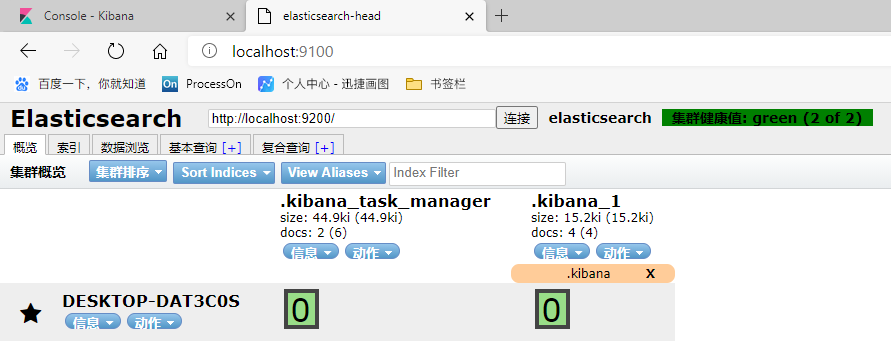 Console - Kibana
elasticsearch-head
localhost:9100
百度一下，你就知道 On ProcessOn 个人中心 - 迅捷画图 书签栏
Elasticsearch http://localhost:9200/ 连接 elasticsearch 集群健康值: green (2 of 2)
概览 索引 数据浏览 基本查询 [+] 复合查询 [+]
集群概览 集群排序 Sort Indices View Aliases Index Filter
.kibana_task_manager .kibana_1
size: 44.9ki (44.9ki) size: 15.2ki (15.2ki)
docs: 2 (6) docs: 4 (4)
信息 动作 信息 动作
.kibana X
DESKTOP-DAT3C0S 0 0
信息 动作